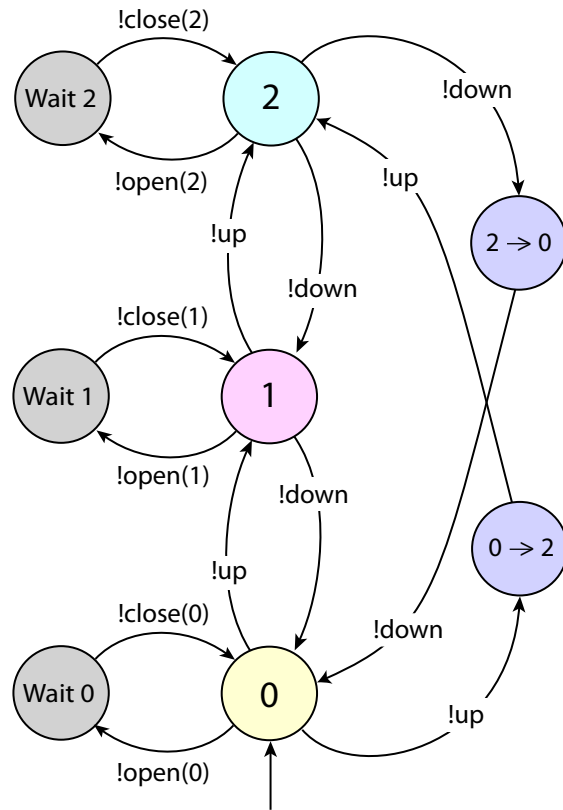 !close(2)
Wait 2
2
!down
!open(2)
!up
!up
2 → 0
!down
!close(1)
Wait 1
1
!open(1)
!down
0 → 2
!up
!close(0)
!down
Wait 0
0
!up
!open(0)